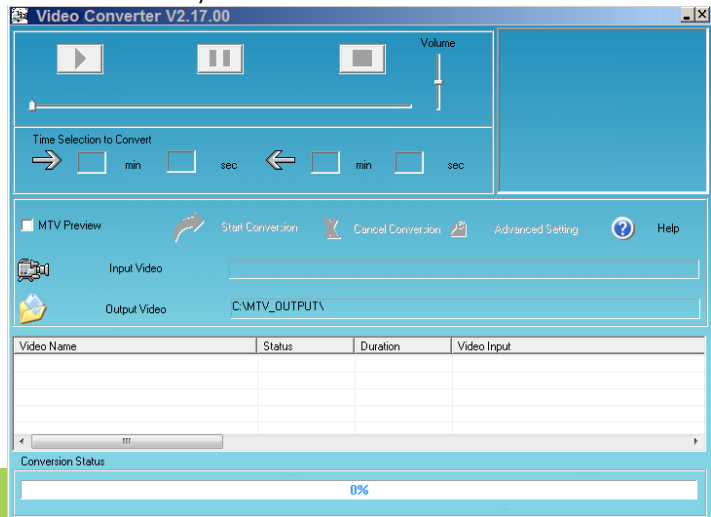 Video Converter V2.17.00
Volume
Time Selection to Convert
min sec min sec
MTV Preview Start Conversion Cancel Conversion Advanced Setting Help
Input Video
Output Video C:\MTV_OUTPUT\
Video Name Status Duration Video Input
Conversion Status
0%